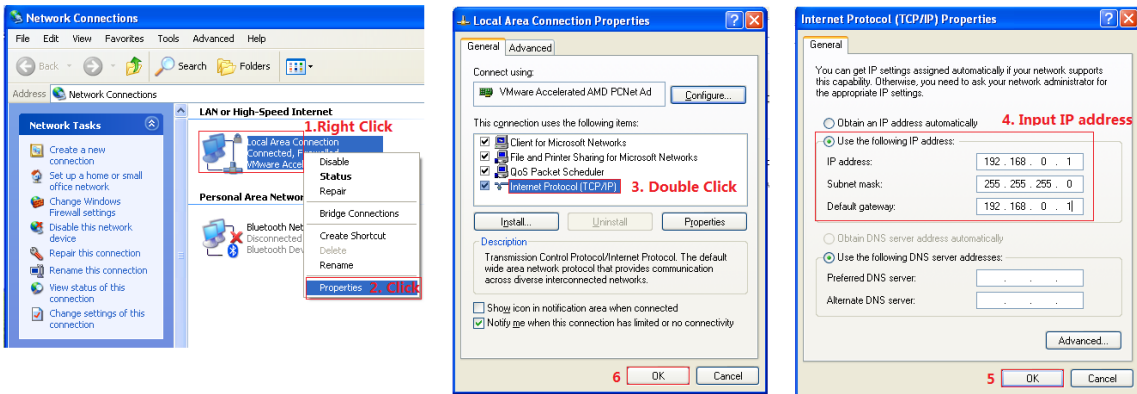 Network Connections
File Edit View Favorites Tools Advanced Help
Back Search Folders
Address Network Connections
Network Tasks
Create a new
connection
Set up a home or small
office network
Change Windows
Firewall settings
Disable this network
device
Repair this connection
Rename this connection
View status of this
connection
Change settings of this
connection
LAN or High-Speed Internet
1.Right Click
Local Area Connection
Connected, Firewalled
VMware Accel
Disable
Status
Repair
Bridge Connections
Create Shortcut
Delete
Rename
Properties 2. Click
Personal Area Networ
Bluetooth Net
Disconnected
Bluetooth Dev
Local Area Connection Properties
General Advanced
Connect using:
VMware Accelerated AMD PCNet Ad Configure...
This connection uses the following items:
Client for Microsoft Networks
File and Printer Sharing for Microsoft Networks
QoS Packet Scheduler
Internet Protocol (TCP/IP) 3. Double Click
Install... Uninstall Properties
Description
Transmission Control Protocol/Internet Protocol. The default
wide area network protocol that provides communication
across diverse interconnected networks.
Show icon in notification area when connected
Notify me when this connection has limited or no connectivity
6 OK Cancel
Internet Protocol (TCP/IP) Properties
General
You can get IP settings assigned automatically if your network supports
this capability. Otherwise, you need to ask your network administrator for
the appropriate IP settings.
Obtain an IP address automatically 4. Input IP address
Use the following IP address:
IP address: 192 . 168 . 0 . 1
Subnet mask: 255 . 255 . 255 . 0
Default gateway: 192 . 168 . 0 . 1
Obtain DNS server address automatically
Use the following DNS server addresses:
Preferred DNS server: . . .
Alternate DNS server: . . .
Advanced...
5 OK Cancel